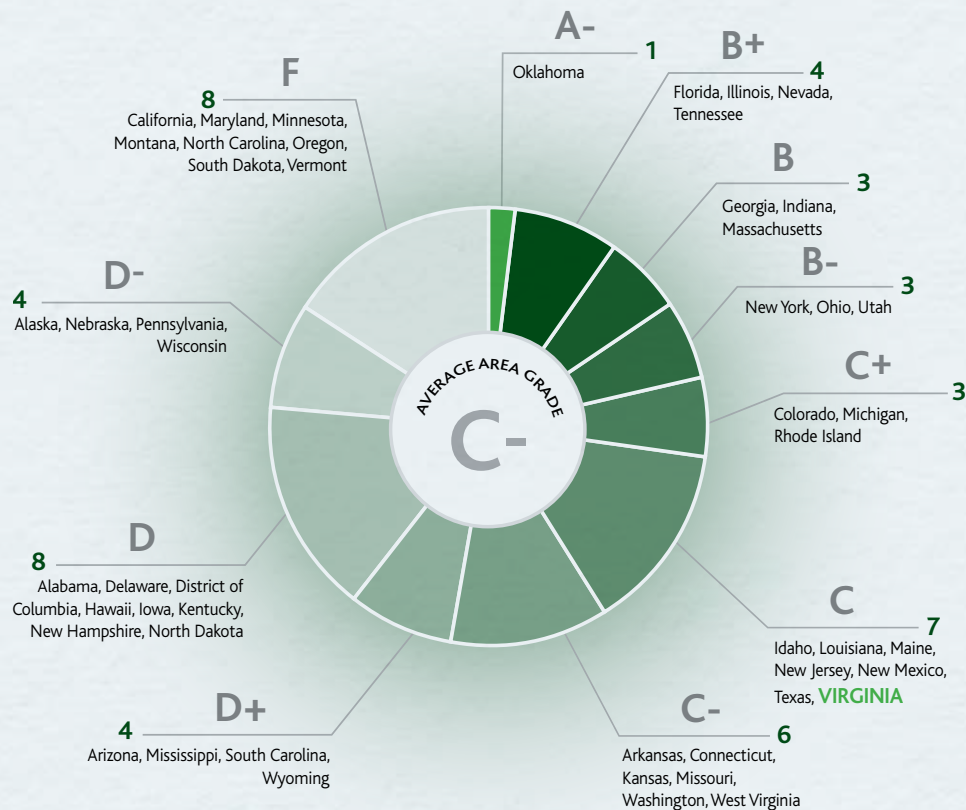 A-
1
Oklahoma
B+
4
Florida, Illinois, Nevada,
Tennessee
B
3
Georgia, Indiana,
Massachusetts
B-
3
New York, Ohio, Utah
C+
3
Colorado, Michigan,
Rhode Island
C
7
Idaho, Louisiana, Maine,
New Jersey, New Mexico,
Texas, VIRGINIA
C-
6
Arkansas, Connecticut,
Kansas, Missouri,
Washington, West Virginia
D+
4
Arizona, Mississippi, South Carolina,
Wyoming
D
8
Alabama, Delaware, District of
Columbia, Hawaii, Iowa, Kentucky,
New Hampshire, North Dakota
D-
4
Alaska, Nebraska, Pennsylvania,
Wisconsin
F
8
California, Maryland, Minnesota,
Montana, North Carolina, Oregon,
South Dakota, Vermont
AVERAGE AREA GRADE
C-